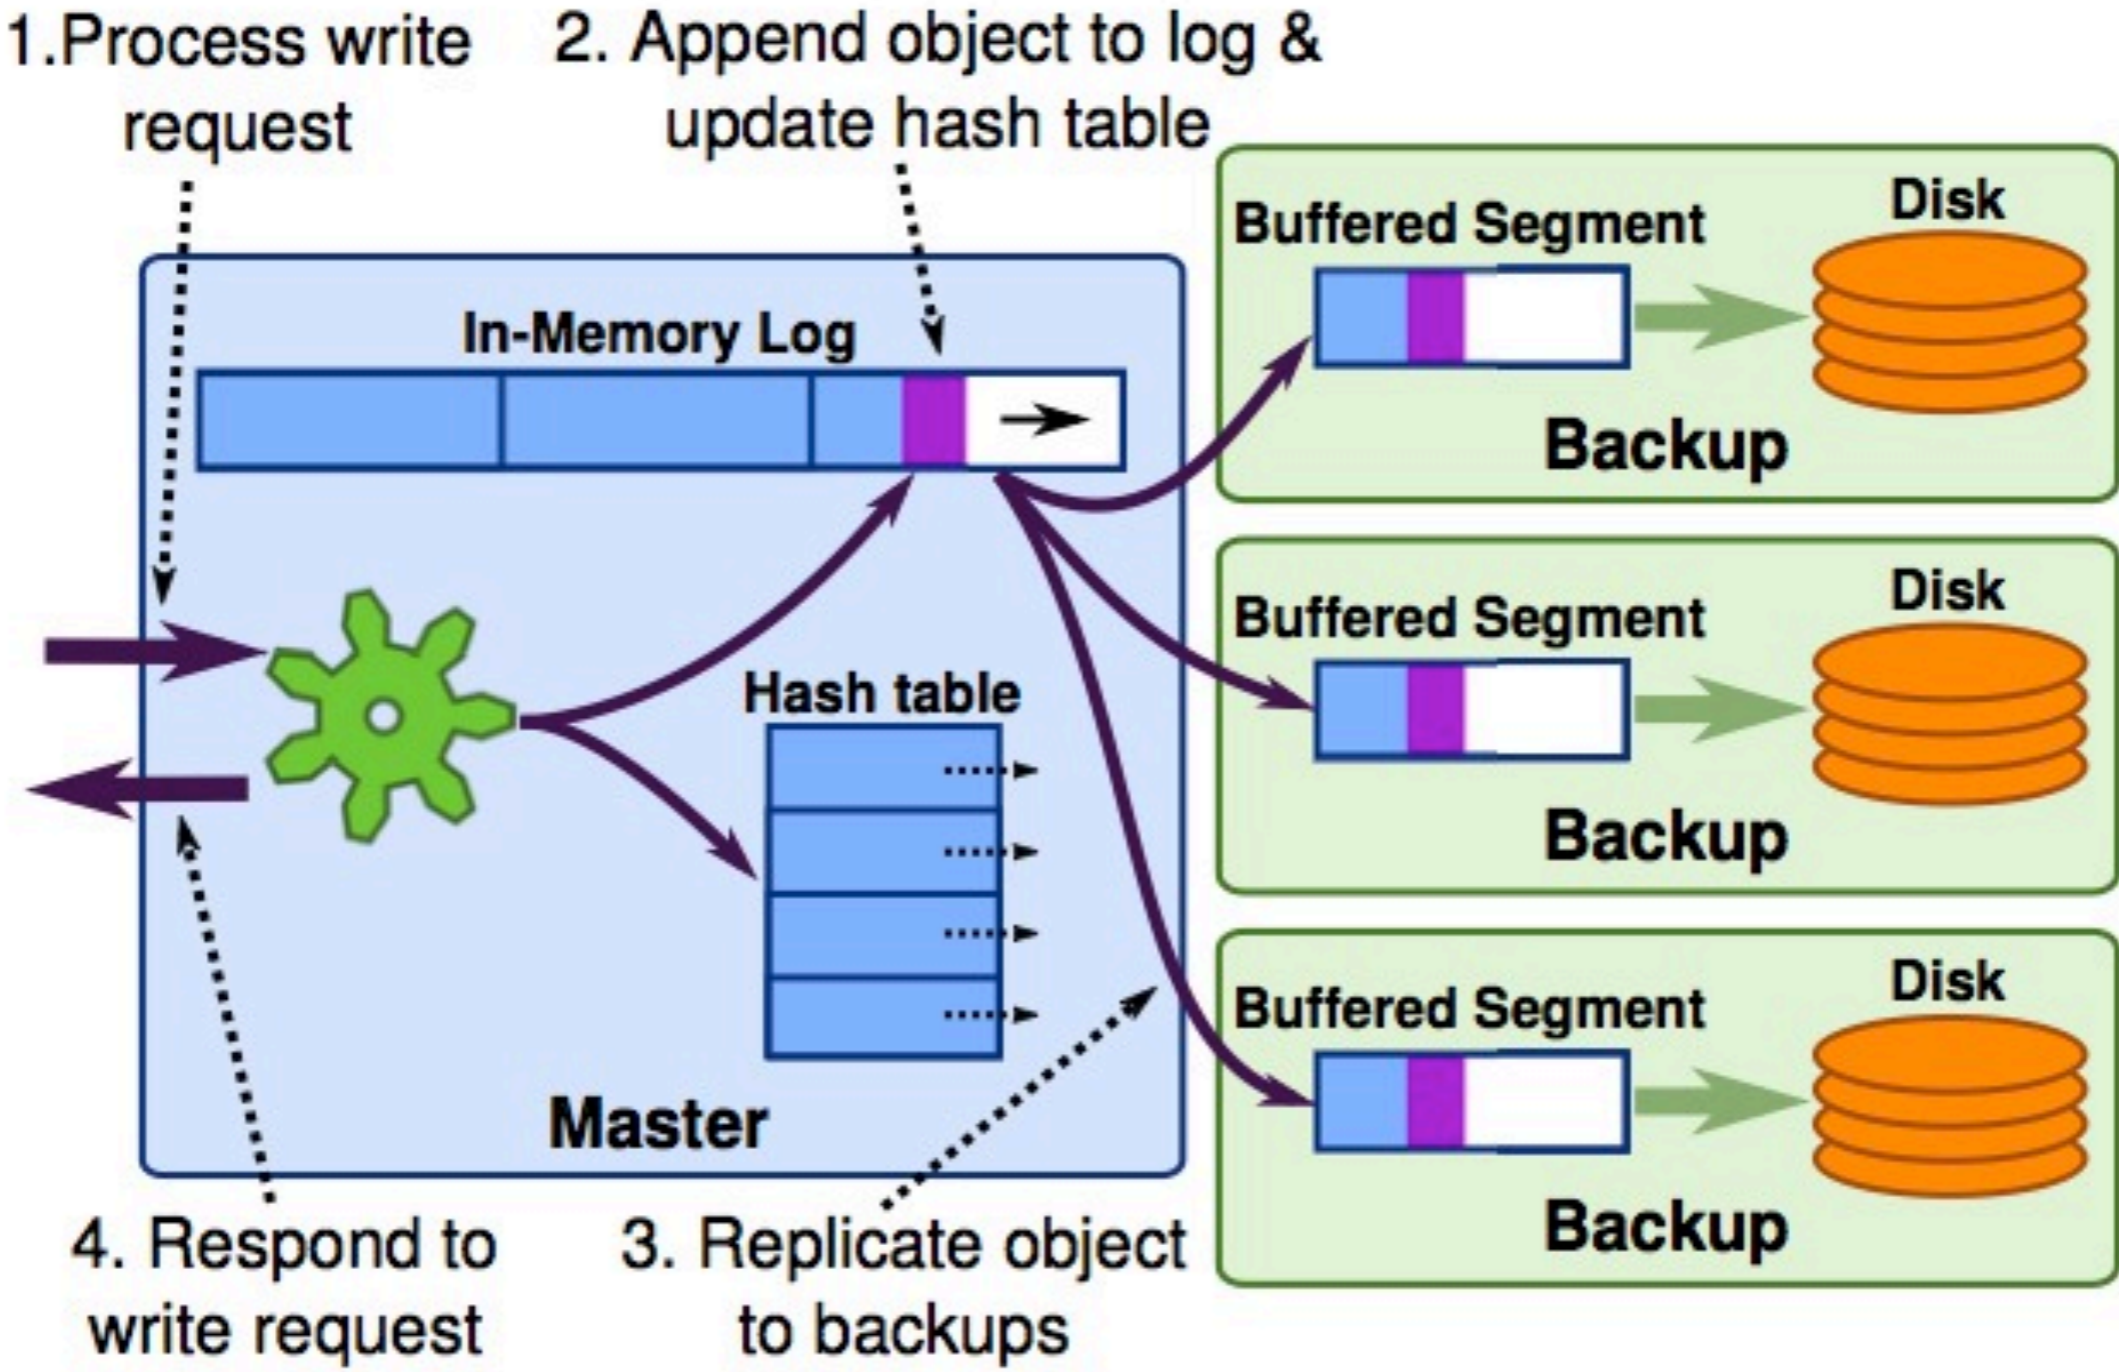 1.Process write
request
2. Append object to log &
update hash table
In-Memory Log
Hash table
Master
Buffered Segment
Disk
Backup
Buffered Segment
Disk
Backup
Buffered Segment
Disk
Backup
4. Respond to
write request
3. Replicate object
to backups